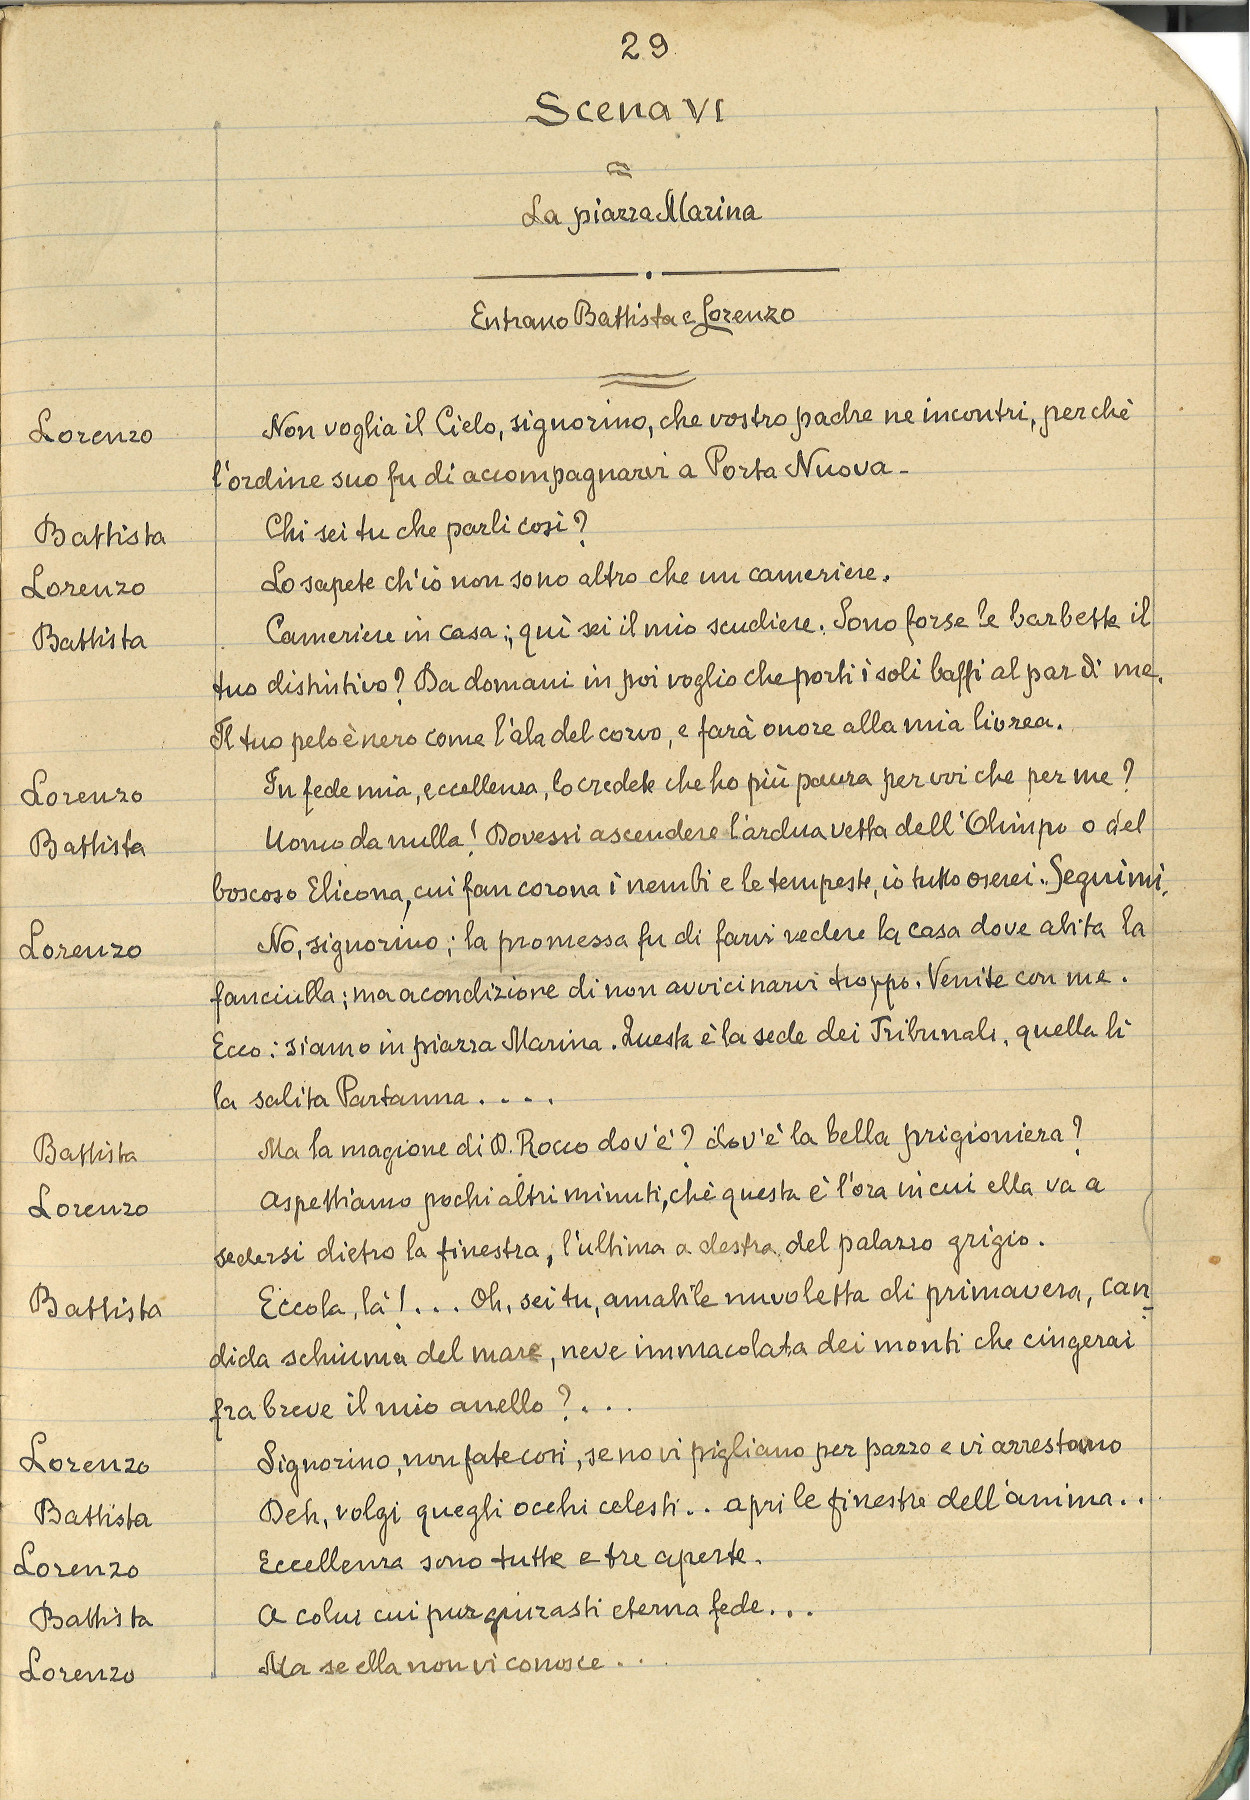 29
Scena VI
La piazza Marina
Entrano Battista e Lorenzo
Lorenzo Non voglia il Cielo, signorino, che vostro padre ne incontri, perchè
l'ordine suo fu di accompagnarvi a Porta Nuova -
Battista Chi sei tu che parli così?
Lorenzo Lo sapete ch'io non sono altro che un cameriere.
Battista Cameriere in casa; quì sei il mio scudiere. Sono forse le barbette il
tuo distintivo? Da domani in poi voglio che porti i soli baffi al par di me.
Il tuo pelo è nero come l'ala del corvo, e farà onore alla mia livrea.
Lorenzo In fede mia, eccellenza, lo credete che ho più paura per voi che per me?
Battista Uomo da nulla! Dovessi ascendere l'ardua vetta dell'Olimpo o del
boscoso Elicona, cui fan corona i nembi e le tempeste, io tutto oserei. Seguimi.
Lorenzo No, signorino; la promessa fu di farvi vedere la casa dove abita la
fanciulla; ma a condizione di non avvicinarvi troppo. Venite con me.
Ecco: siamo in piazza Marina. Questa è la sede dei Tribunali, quella lì
la salita Partanna . . . .
Battista Ma la magione di D. Rocco dov'è? dov'è la bella prigioniera?
Lorenzo Aspettiamo pochi altri minuti, chè questa è l'ora in cui ella va a
sedersi dietro la finestra, l'ultima a destra del palazzo grigio.
Battista Eccola, là! . . . Oh, sei tu, amabile nuvoletta di primavera, can
dida schiuma del mare, neve immacolata dei monti che cingerai
fra breve il mio anello? . . .
Lorenzo Signorino, non fate così, se no vi pigliano per pazzo e vi arrestano
Battista Deh, volgi quegli occhi celesti . . apri le finestre dell'anima . .
Lorenzo Eccellenza sono tutte e tre aperte.
Battista A colui cui pur giurasti eterna fede . . .
Lorenzo Ma se ella non vi conosce . . .